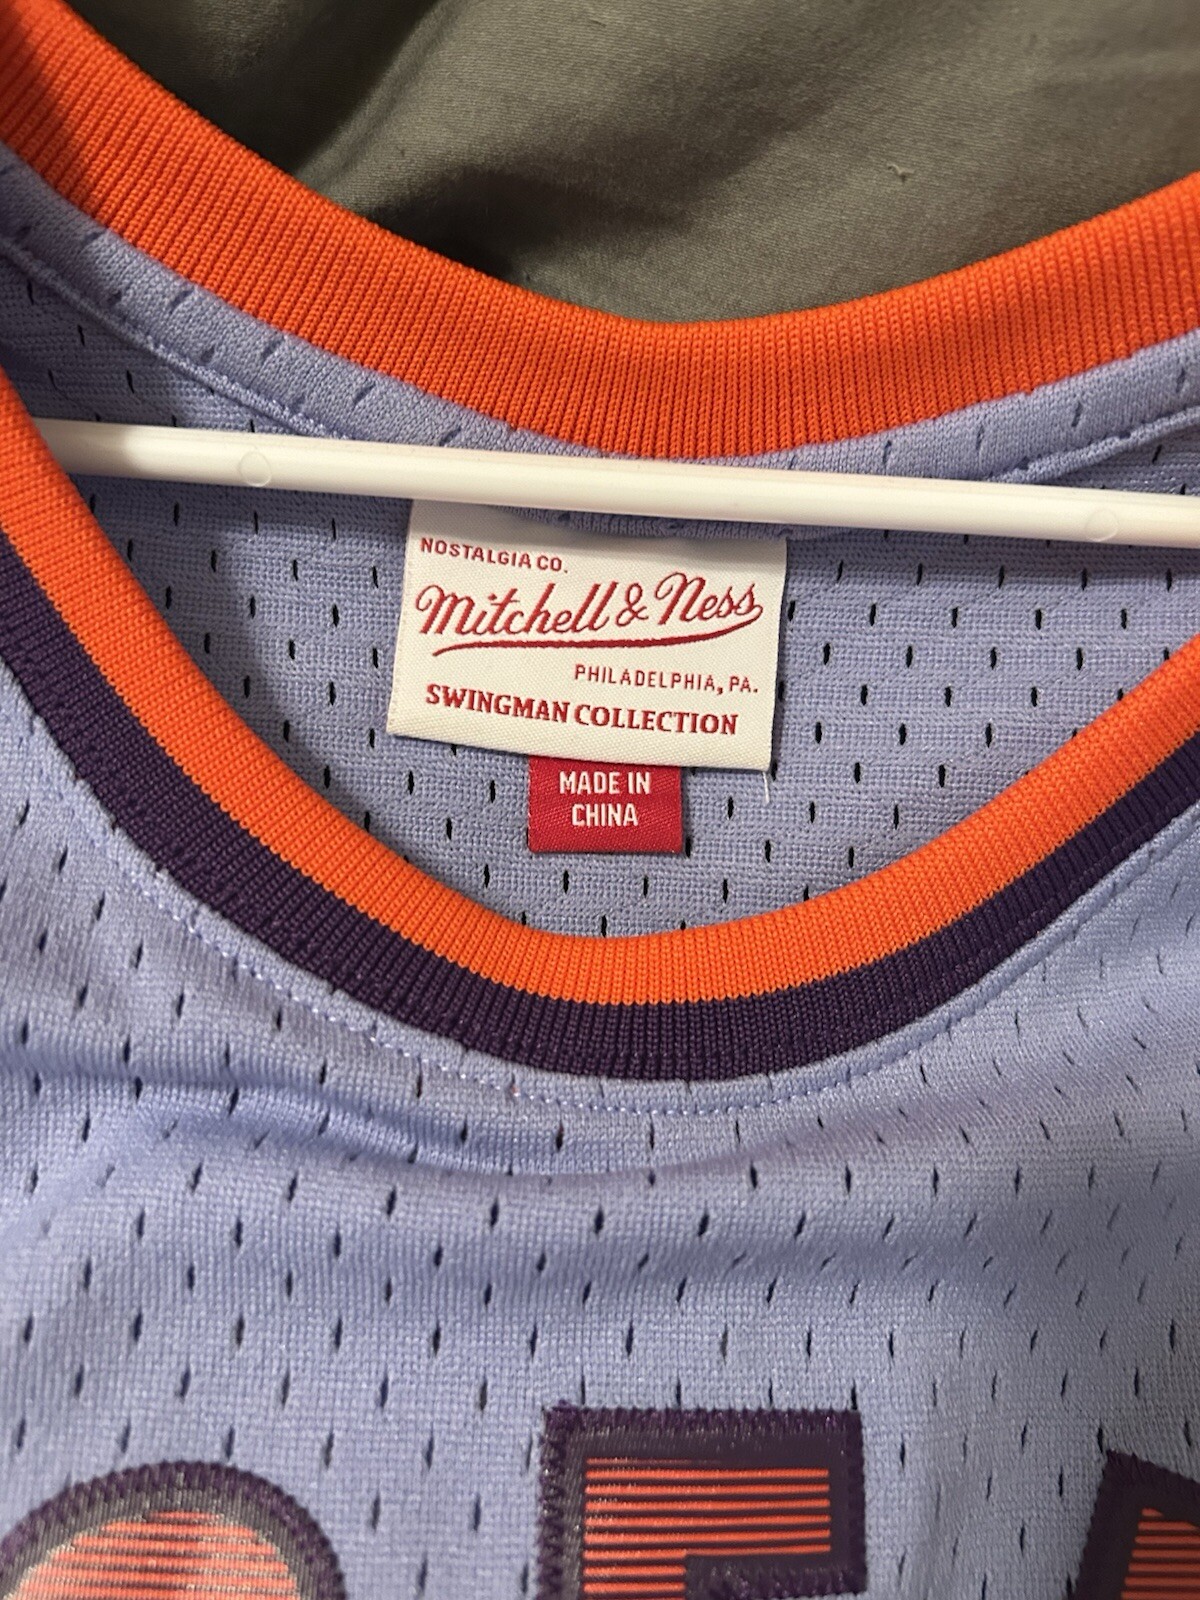 NOSTALGIA CO.
Mitchell & Ness
PHILADELPHIA, PA.
SWINGMAN COLLECTION
MADE IN
CHINA